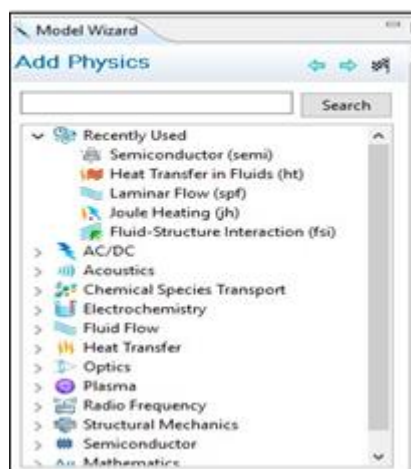 Model Wizard
Add Physics
Search
Recently Used
Semiconductor (semi)
Heat Transfer in Fluids (ht)
Laminar Flow (spf)
Joule Heating (jh)
Fluid-Structure Interaction (fsi)
AC/DC
Acoustics
Chemical Species Transport
Electrochemistry
Fluid Flow
Heat Transfer
Optics
Plasma
Radio Frequency
Structural Mechanics
Semiconductor
Mathematics